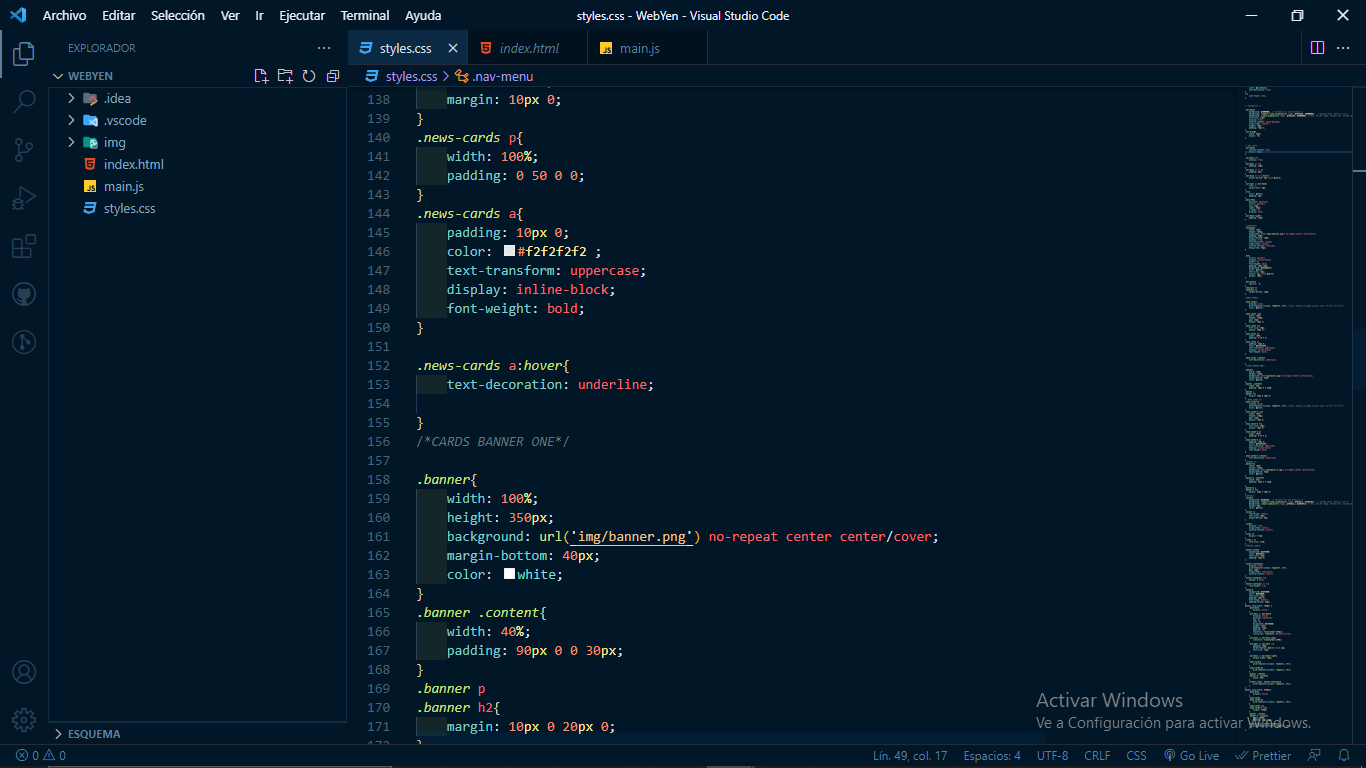 Archivo Editar Selección Ver Ir Ejecutar Terminal Ayuda
styles.css - WebYen - Visual Studio Code
EXPLORADOR
styles.css
index.html
JS main.js
WEBYEN
styles.css > .nav-menu
.idea
.vscode
img
index.html
JS main.js
styles.css
138 margin: 10px 0;
139 }
140 .news-cards p{
141 width: 100%;
142 padding: 0 50 0 0;
143 }
144 .news-cards a{
145 padding: 10px 0;
146 color: #f2f2f2f2 ;
147 text-transform: uppercase;
148 display: inline-block;
149 font-weight: bold;
150 }
151
152 .news-cards a:hover{
153 text-decoration: underline;
154
155 }
156 /*CARDS BANNER ONE*/
157
158 .banner{
159 width: 100%;
160 height: 350px;
161 background: url('img/banner.png') no-repeat center center/cover;
162 margin-bottom: 40px;
163 color: white;
164 }
165 .banner .content{
166 width: 40%;
167 padding: 90px 0 0 30px;
168 }
169 .banner p
170 .banner h2{
171 margin: 10px 0 20px 0;
Activar Windows
Ve a Configuración para activar Windows.
ESQUEMA
0 0
Lín. 49, col. 17 Espacios: 4 UTF-8 CRLF CSS Go Live Prettier